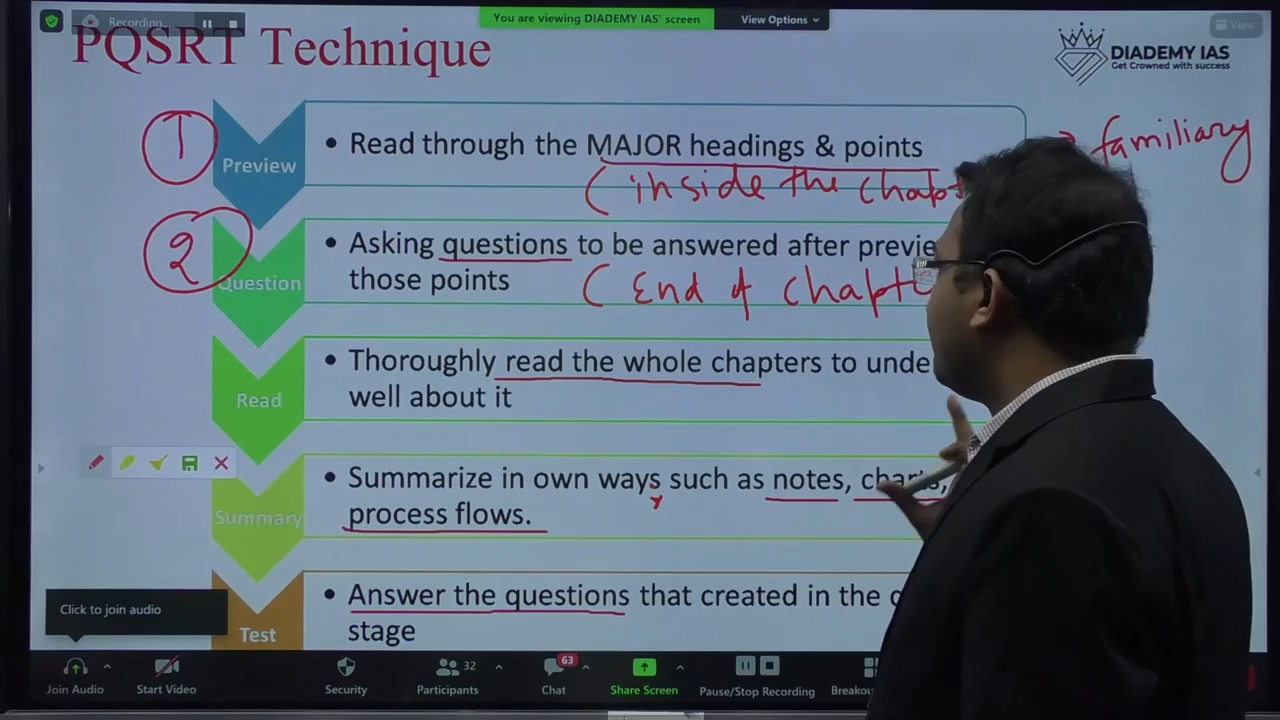 Recording...
You are viewing DIADEMY IAS' screen
View Options
View
PQSRT Technique
DIADEMY IAS
Get Crowned with success
1
Preview
• Read through the MAJOR headings & points
familiary
(inside the
2
Question
• Asking questions to be answered after
those points
(End of
Read
• Thoroughly read the whole chapters to
well about it
Summary
• Summarize in own ways such as notes, charts,
process flows.
Click to join audio
Test
• Answer the questions that created in the
stage
Join Audio
Start Video
Security
32
Participants
63
Chat
Share Screen
Pause/Stop Recording